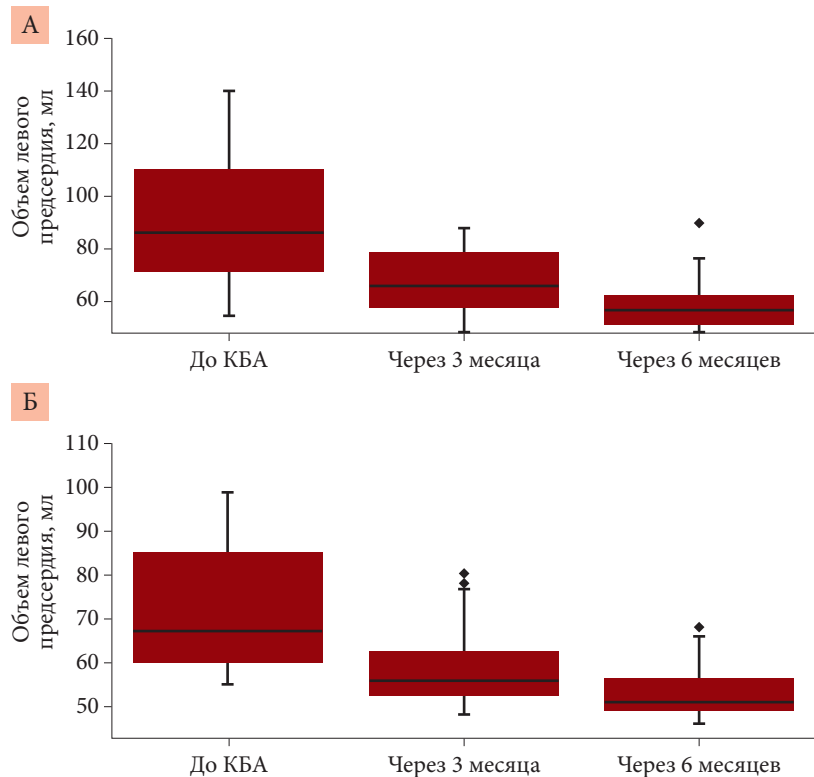 А
Объем левого
предсердия, мл
160
140
120
100
80
60
До КБА
Через 3 месяца
Через 6 месяцев
Б
Объем левого
предсердия, мл
110
100
90
80
70
60
50
До КБА
Через 3 месяца
Через 6 месяцев